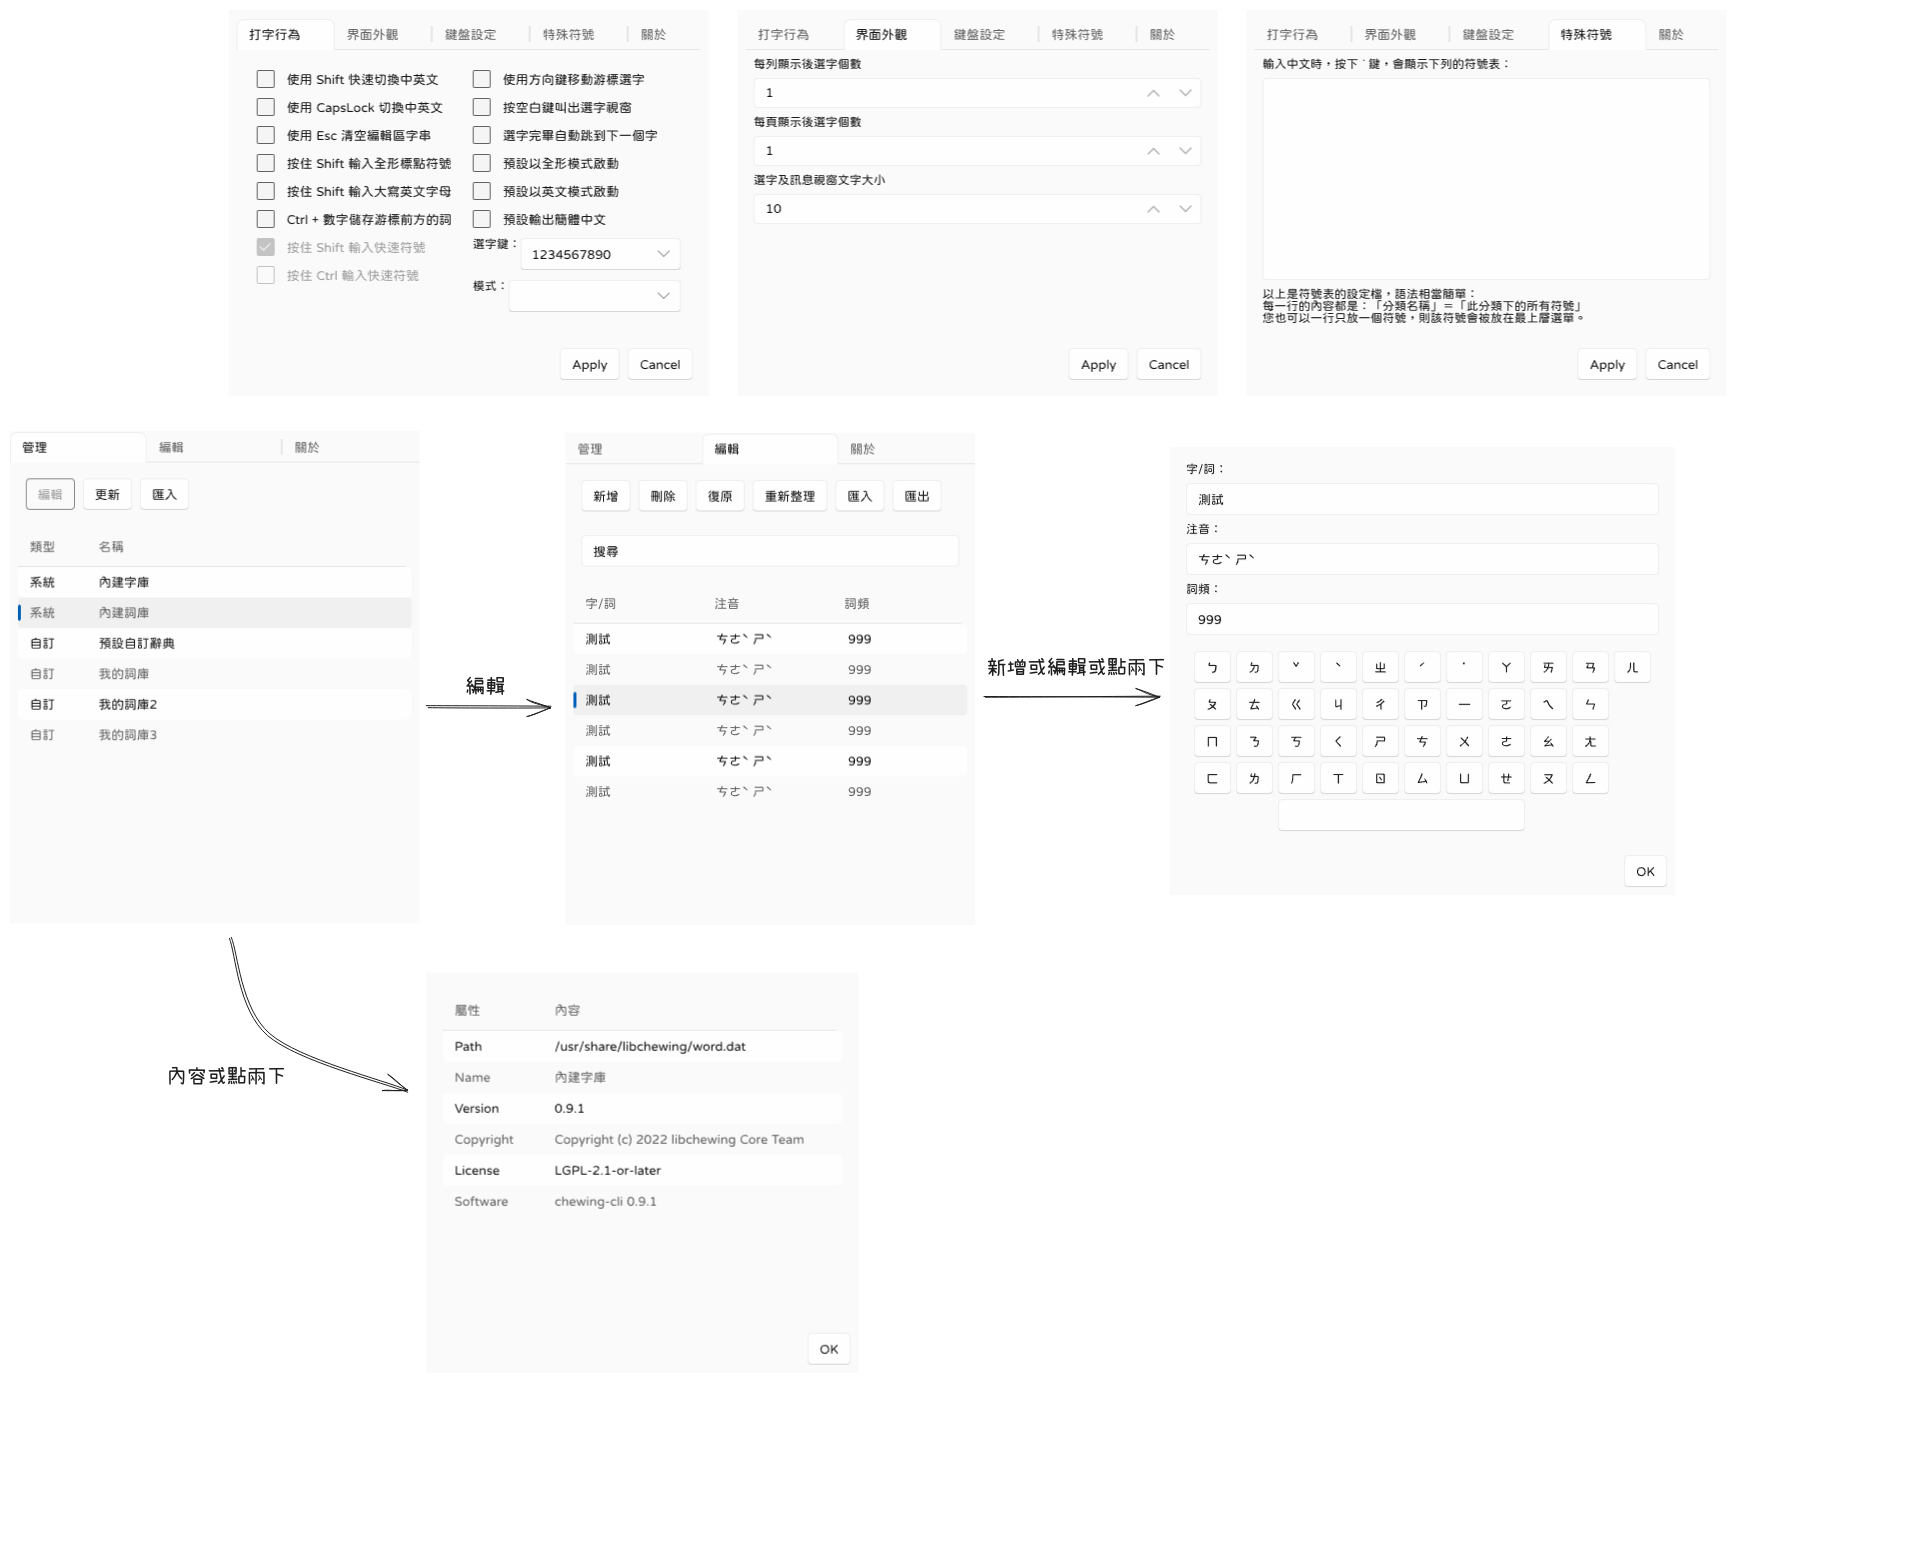 打字行為 界面外觀 鍵盤設定 特殊符號 關於
使用 Shift 快速切換中英文
使用 CapsLock 切換中英文
使用 Esc 清空編輯區字串
按住 Shift 輸入全形標點符號
按住 Shift 輸入大寫英文字母
Ctrl + 數字儲存游標前方的詞
按住 Shift 輸入快速符號
按住 Ctrl 輸入快速符號
使用方向鍵移動游標選字
按空白鍵叫出選字視窗
選字完畢自動跳到下一個字
預設以全形模式啟動
預設以英文模式啟動
預設輸出簡體中文
選字鍵： 1234567890
模式：
Apply Cancel
打字行為 界面外觀 鍵盤設定 特殊符號 關於
每列顯示後選字個數
1
每頁顯示後選字個數
1
選字及訊息視窗文字大小
10
Apply Cancel
打字行為 界面外觀 鍵盤設定 特殊符號 關於
輸入中文時，按下 ` 鍵，會顯示下列的符號表：
以上是符號表的設定檔，語法相當簡單：
每一行的內容都是：「分類名稱」＝「此分類下的所有符號」
您也可以一行只放一個符號，則該符號會被放在最上層選單。
Apply Cancel
管理 編輯 關於
編輯 更新 匯入
類型 名稱
系統 內建字庫
系統 內建詞庫
自訂 預設自訂辭典
自訂 我的詞庫
自訂 我的詞庫2
自訂 我的詞庫3
編輯
管理 編輯 關於
新增 刪除 復原 重新整理 匯入 匯出
搜尋
字/詞 注音 詞頻
測試 ㄘㄜˋ ㄕˋ 999
測試 ㄘㄜˋ ㄕˋ 999
測試 ㄘㄜˋ ㄕˋ 999
測試 ㄘㄜˋ ㄕˋ 999
測試 ㄘㄜˋ ㄕˋ 999
測試 ㄘㄜˋ ㄕˋ 999
新增或編輯或點兩下
字/詞：
測試
注音：
ㄘㄜˋ ㄕˋ
詞頻：
999
ㄅ ㄉ ˇ ˋ ㄓ ˊ ˙ ㄚ ㄞ ㄢ ㄦ
ㄆ ㄊ ㄍ ㄐ ㄔ ㄗ ㄧ ㄛ ㄟ ㄣ
ㄇ ㄋ ㄎ ㄑ ㄕ ㄘ ㄨ ㄜ ㄠ ㄤ
ㄈ ㄌ ㄏ ㄒ ㄖ ㄙ ㄩ ㄝ ㄡ ㄥ
OK
內容或點兩下
屬性 內容
Path /usr/share/libchewing/word.dat
Name 內建字庫
Version 0.9.1
Copyright Copyright (c) 2022 libchewing Core Team
License LGPL-2.1-or-later
Software chewing-cli 0.9.1
OK